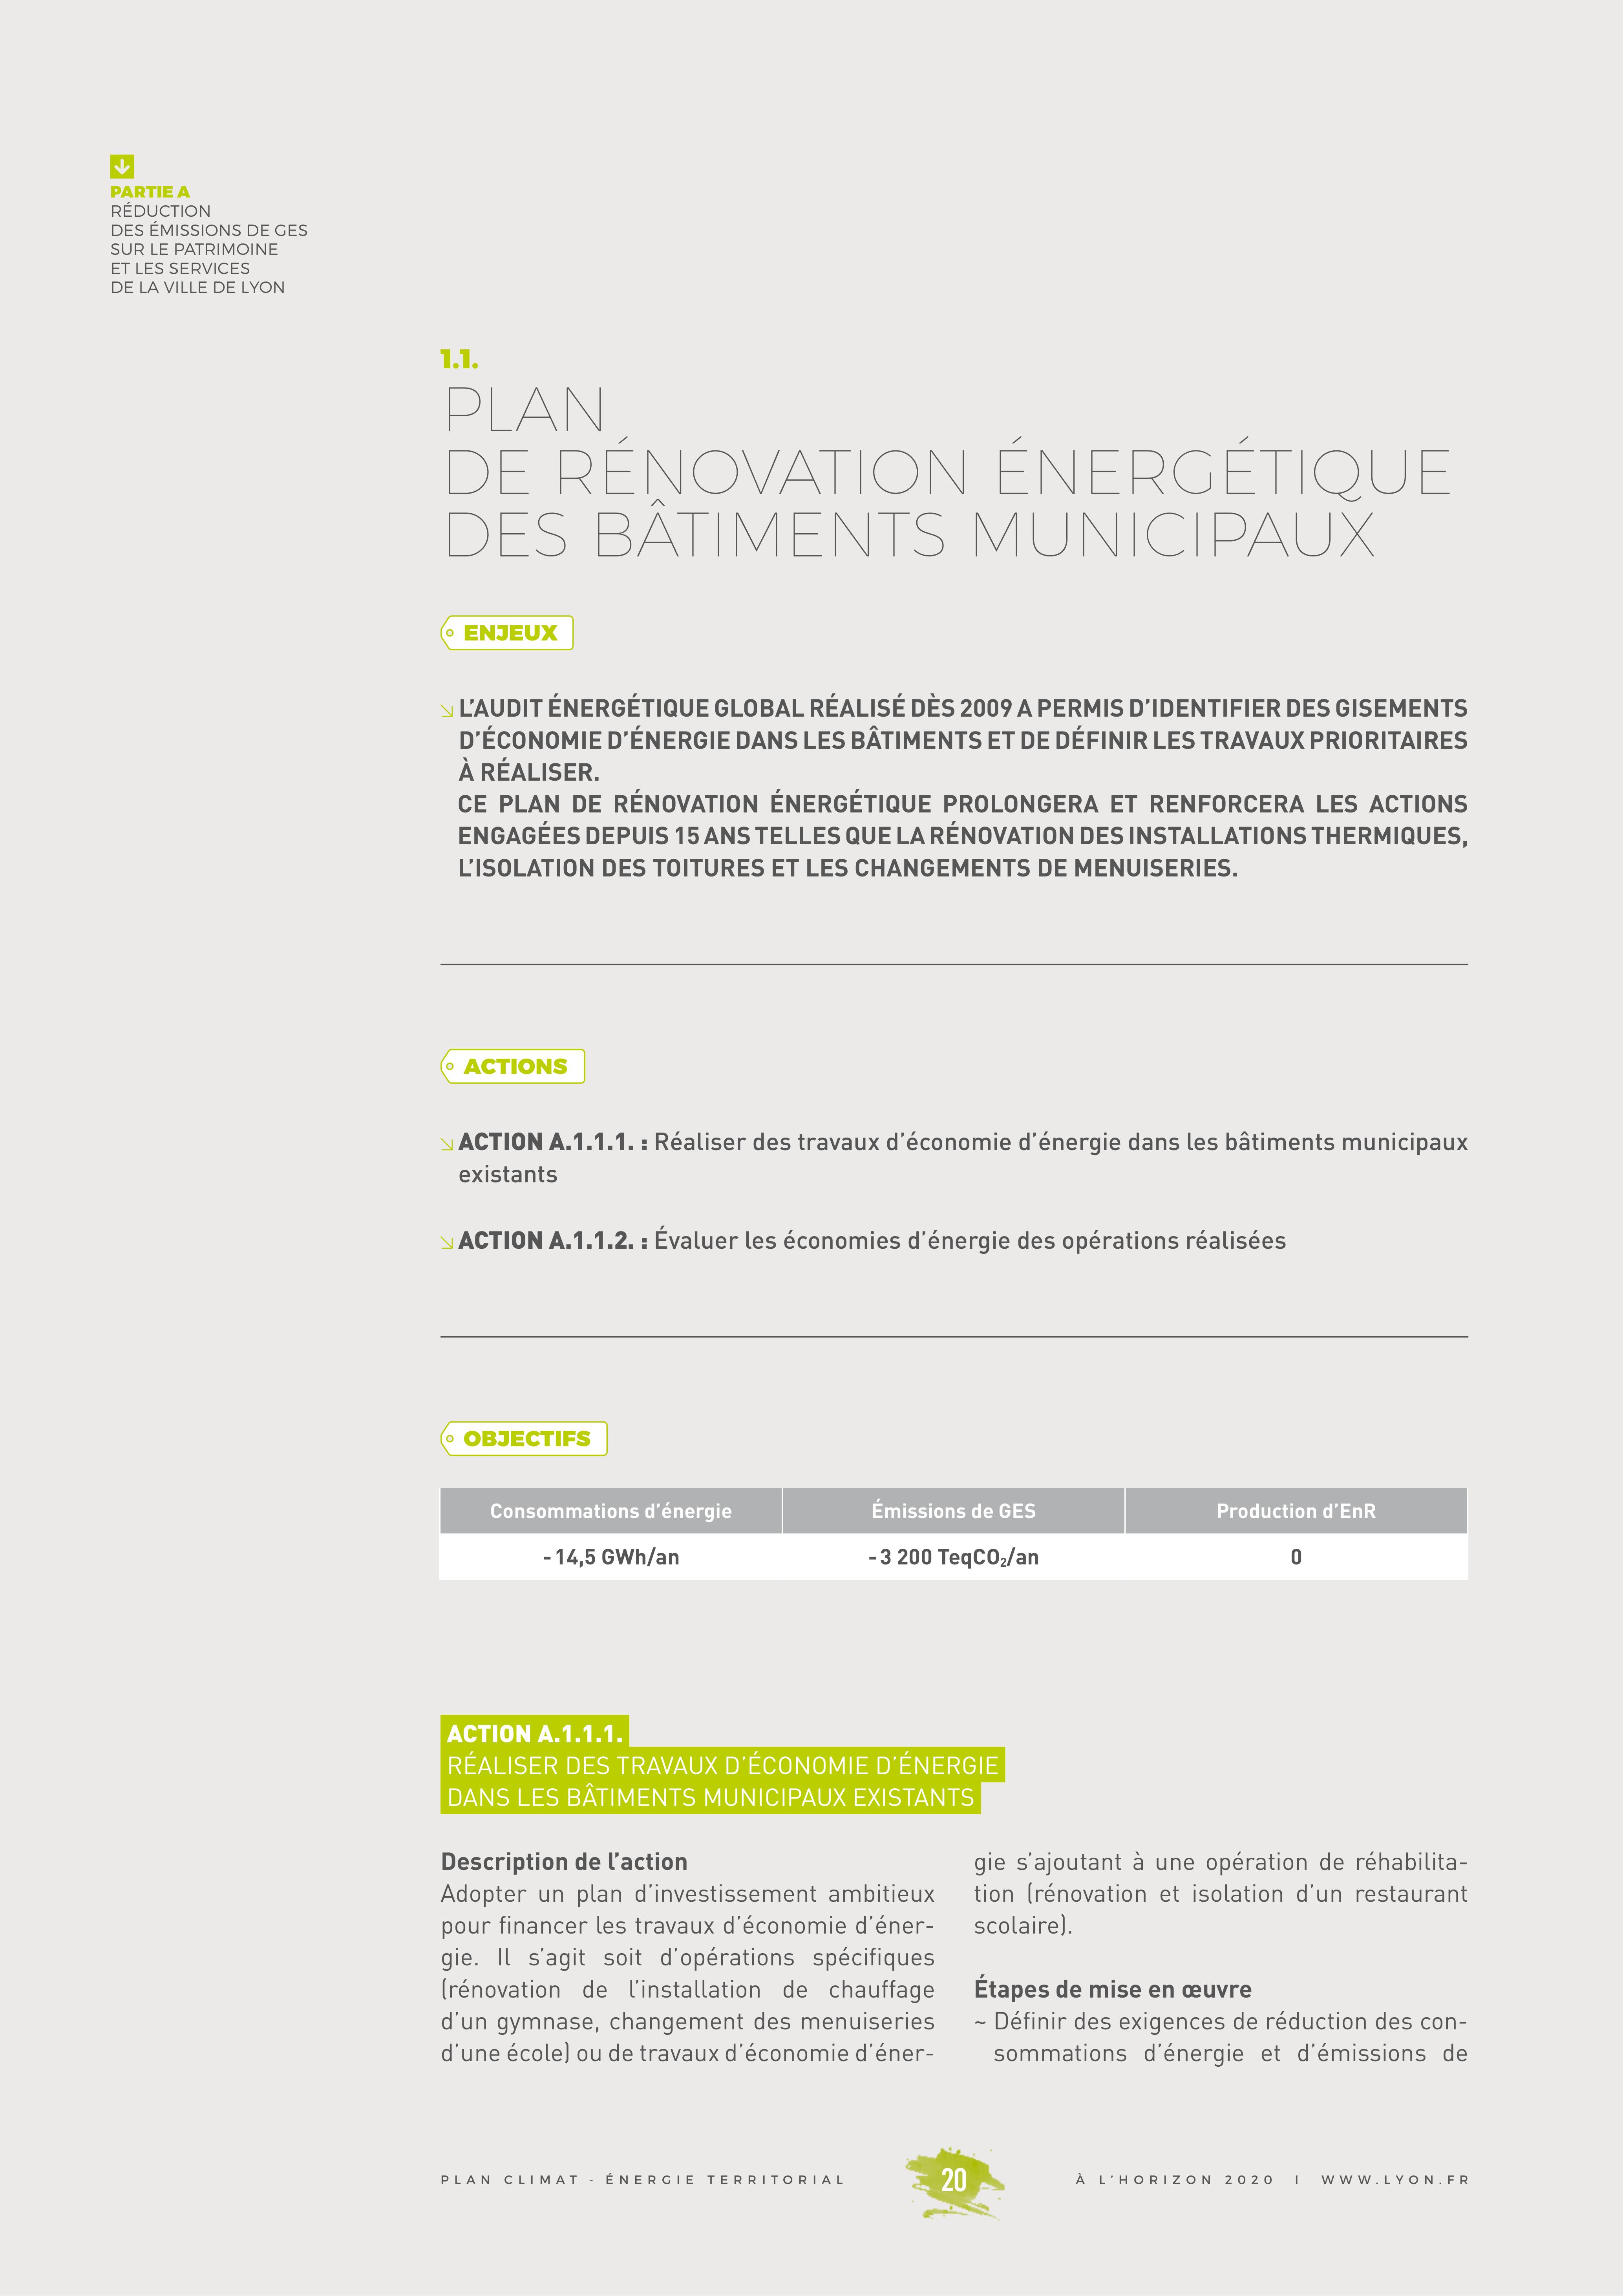 PARTIE A
RÉDUCTION
DES ÉMISSIONS DE GES
SUR LE PATRIMOINE
ET LES SERVICES
DE LA VILLE DE LYON
1.1.
PLAN
DE RÉNOVATION ÉNERGÉTIQUE
DES BÂTIMENTS MUNICIPAUX
ENJEUX
L'AUDIT ÉNERGÉTIQUE GLOBAL RÉALISÉ DÈS 2009 A PERMIS D'IDENTIFIER DES GISEMENTS
D'ÉCONOMIE D'ÉNERGIE DANS LES BÂTIMENTS ET DE DÉFINIR LES TRAVAUX PRIORITAIRES
À RÉALISER.
CE PLAN DE RÉNOVATION ÉNERGÉTIQUE PROLONGERA ET RENFORCERA LES ACTIONS
ENGAGÉES DEPUIS 15 ANS TELLES QUE LA RÉNOVATION DES INSTALLATIONS THERMIQUES,
L'ISOLATION DES TOITURES ET LES CHANGEMENTS DE MENUISERIES.
ACTIONS
ACTION A.1.1.1. : Réaliser des travaux d'économie d'énergie dans les bâtiments municipaux
existants
ACTION A.1.1.2. : Évaluer les économies d'énergie des opérations réalisées
OBJECTIFS
Consommations d'énergie Émissions de GES Production d'EnR
- 14,5 GWh/an - 3 200 TeqCO₂/an 0
ACTION A.1.1.1.
RÉALISER DES TRAVAUX D'ÉCONOMIE D'ÉNERGIE
DANS LES BÂTIMENTS MUNICIPAUX EXISTANTS
Description de l'action
Adopter un plan d'investissement ambitieux
pour financer les travaux d'économie d'éner-
gie. Il s'agit soit d'opérations spécifiques
(rénovation de l'installation de chauffage
d'un gymnase, changement des menuiseries
d'une école) ou de travaux d'économie d'éner-
gie s'ajoutant à une opération de réhabilita-
tion (rénovation et isolation d'un restaurant
scolaire).
Étapes de mise en œuvre
~ Définir des exigences de réduction des con-
sommations d'énergie et d'émissions de
PLAN CLIMAT - ÉNERGIE TERRITORIAL 20 À L'HORIZON 2020 I WWW.LYON.FR